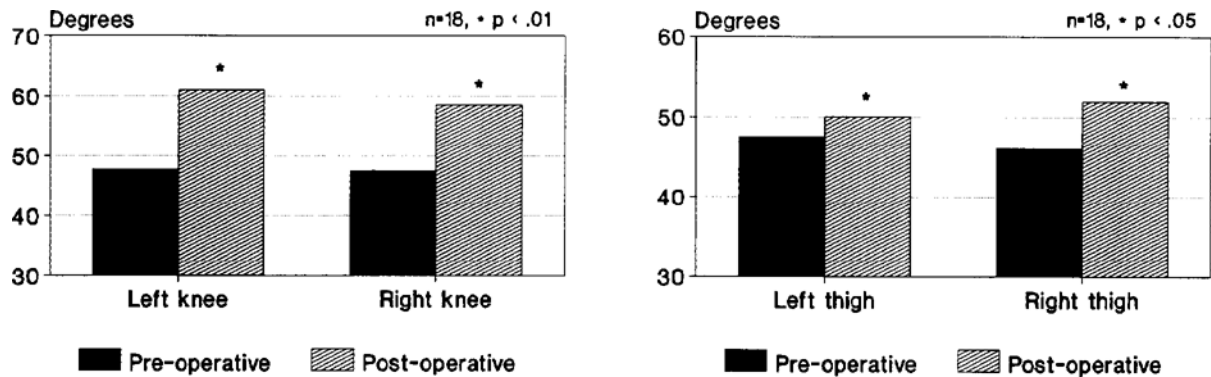 Degrees
n=18, * p < .01
70
60
50
40
30
*
*
Left knee
Right knee
Pre-operative
Post-operative
Degrees
n=18, * p < .05
60
50
40
30
*
*
Left thigh
Right thigh
Pre-operative
Post-operative